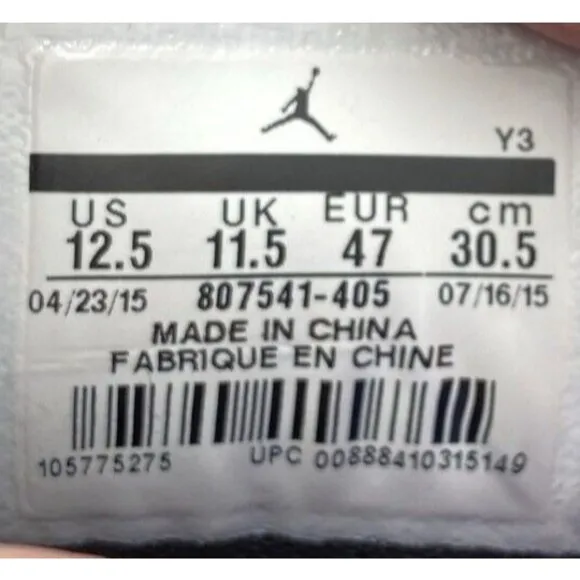 Y3
US UK EUR cm
12.5 11.5 47 30.5
04/23/15 807541-405 07/16/15
MADE IN CHINA
FABRIQUE EN CHINE
105775275 UPC 00888410315149